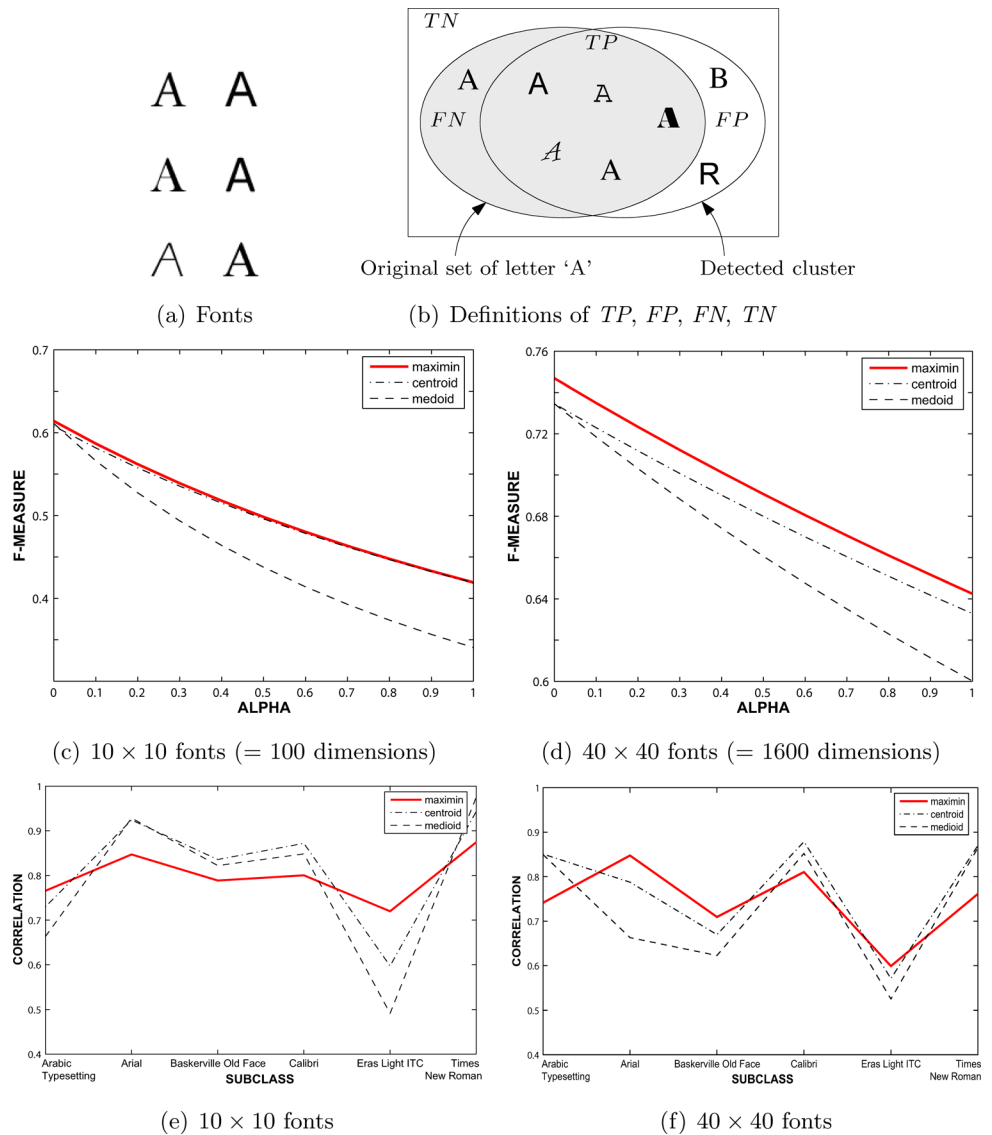 A A
A A
A A
(a) Fonts
TN
TP
A A A B
FN A FP
A A R
Original set of letter ‘A’ Detected cluster
(b) Definitions of TP, FP, FN, TN
0.7
0.6
0.5
0.4
F-MEASURE
maximin
centroid
medoid
0 0.1 0.2 0.3 0.4 0.5 0.6 0.7 0.8 0.9 1
ALPHA
(c) 10 × 10 fonts (= 100 dimensions)
0.76
0.72
0.68
0.64
0.6
F-MEASURE
maximin
centroid
medoid
0 0.1 0.2 0.3 0.4 0.5 0.6 0.7 0.8 0.9 1
ALPHA
(d) 40 × 40 fonts (= 1600 dimensions)
1
0.9
0.8
0.7
0.6
0.5
0.4
CORRELATION
maximin
centroid
medioid
Arabic Arial Baskerville Old Face Calibri Eras Light ITC Times
Typesetting New Roman
SUBCLASS
(e) 10 × 10 fonts
1
0.9
0.8
0.7
0.6
0.5
0.4
CORRELATION
maximin
centroid
medioid
Arabic Arial Baskerville Old Face Calibri Eras Light ITC Times
Typesetting New Roman
SUBCLASS
(f) 40 × 40 fonts